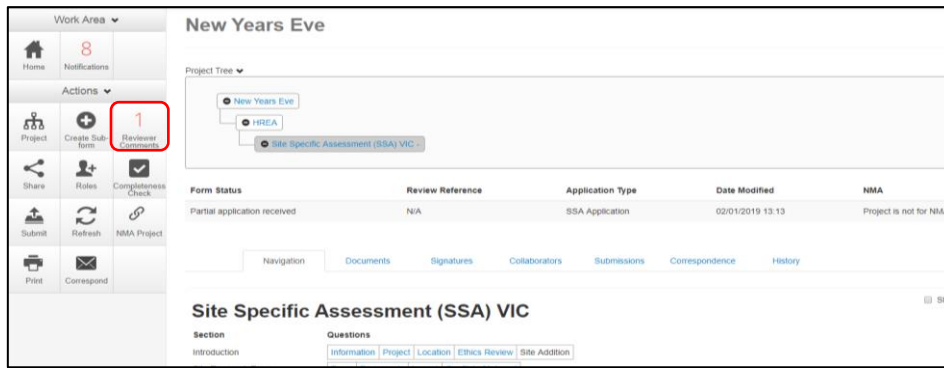 Work Area
Home
8
Notifications
Actions
Project
Create Sub-form
1
Reviewer Comments
Share
Roles
Completeness Check
Submit
Refresh
NMA Project
Print
Correspond
New Years Eve
Project Tree
New Years Eve
HREA
Site Specific Assessment (SSA) VIC -
Form Status Review Reference Application Type Date Modified NMA
Partial application received N/A SSA Application 02/01/2019 13:13 Project is not for NMA
Navigation Documents Signatures Collaborators Submissions Correspondence History
Site Specific Assessment (SSA) VIC
Section Questions
Introduction Information Project Location Ethics Review Site Addition